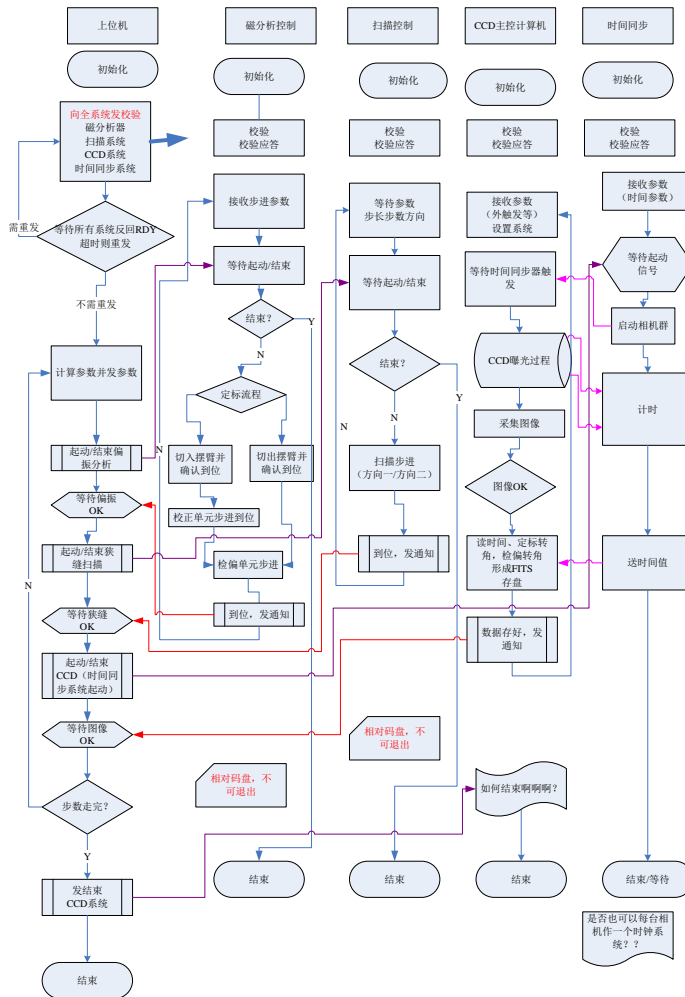 上位机
磁分析控制
扫描控制
CCD主控计算机
时间同步
初始化
初始化
初始化
初始化
初始化
向全系统发校验
磁分析器
扫描系统
CCD系统
时间同步系统
校验
校验应答
校验
校验应答
校验
校验应答
校验
校验应答
需重发
等待所有系统反回RDY
超时则重发
不需重发
计算参数并发参数
起动/结束偏
振分析
等待偏振
OK
起动/结束狭
缝扫描
N
等待狭缝
OK
起动/结束
CCD（时间同
步系统起动）
等待图像
OK
步数走完?
Y
发结束
CCD系统
结束
接收步进参数
等待起动/结束
结束?
Y
N
定标流程
N
切入摆臂并
确认到位
切出摆臂并
确认到位
校正单元步进到位
检偏单元步进
到位，发通知
相对码盘，不
可退出
结束
等待参数
步长步数方向
等待起动/结束
结束?
Y
N
N
扫描步进
（方向一/方向二）
到位，发通知
相对码盘，不
可退出
结束
接收参数
（外触发等）
设置系统
等待时间同步器触
发
CCD曝光过程
采集图像
图像OK
读时间、定标转
角，检偏转角
形成FITS
存盘
数据存好，发
通知
如何结束啊啊啊?
结束
接收参数
（时间参数）
等待起动
信号
启动相机群
计时
送时间值
结束/等待
是否也可以每台相
机作一个时钟系
统？？